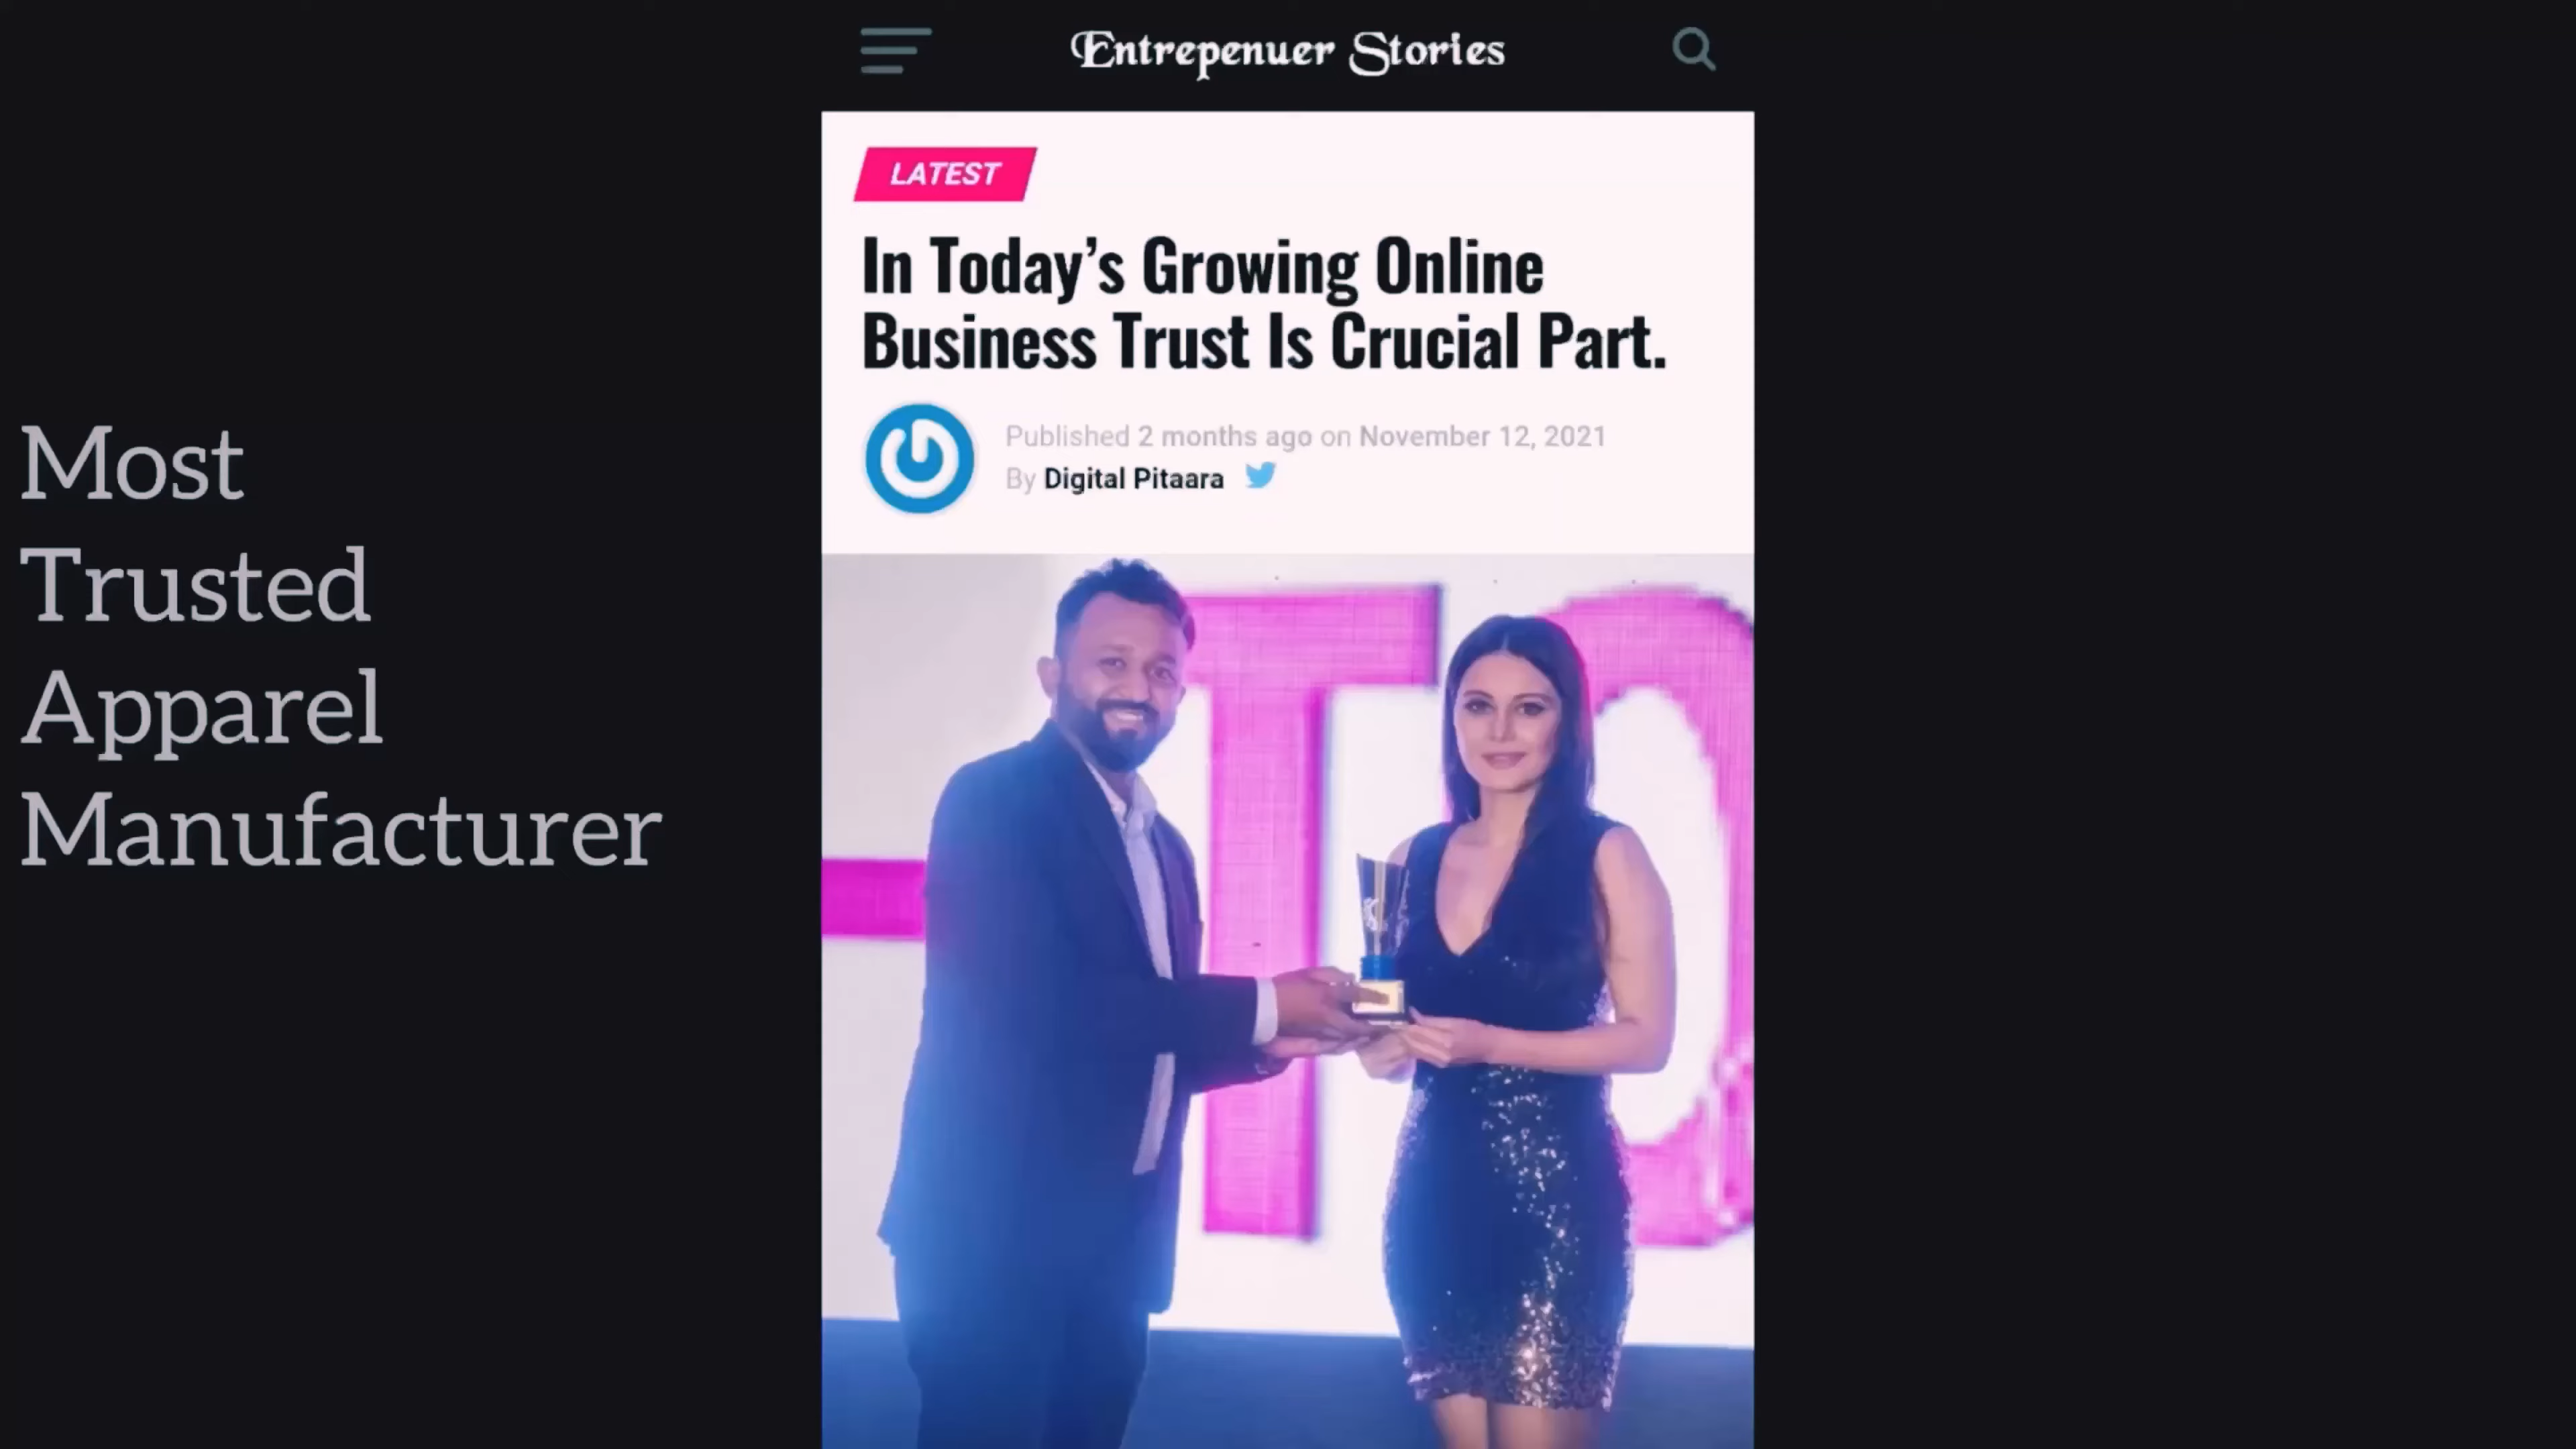 Entrepenuer Stories
LATEST
In Today's Growing Online
Business Trust Is Crucial Part.
Published 2 months ago on November 12, 2021
By Digital Pitaara
Most
Trusted
Apparel
Manufacturer